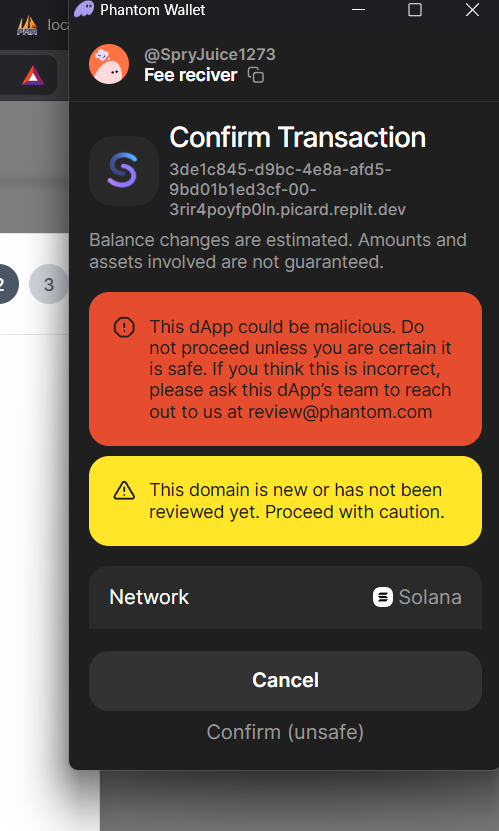 Phantom Wallet
loca
@SpryJuice1273
Fee reciver
Confirm Transaction
3de1c845-d9bc-4e8a-afd5-
9bd01b1ed3cf-00-
3rir4poyfp0ln.picard.replit.dev
Balance changes are estimated. Amounts and
assets involved are not guaranteed.
2
3
This dApp could be malicious. Do
not proceed unless you are certain it
is safe. If you think this is incorrect,
please ask this dApp's team to reach
out to us at review@phantom.com
This domain is new or has not been
reviewed yet. Proceed with caution.
Network
Solana
Cancel
Confirm (unsafe)